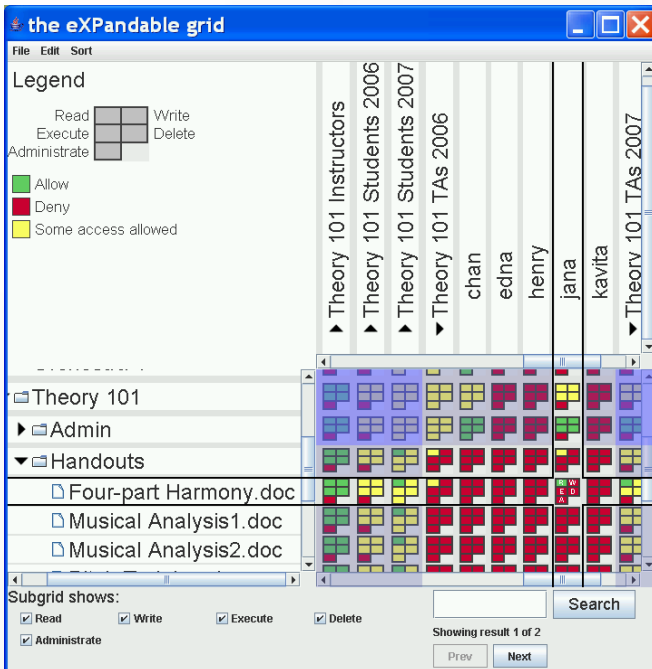 the eXPandable grid
File Edit Sort
Legend
Read Write
Execute Delete
Administrate
Allow
Deny
Some access allowed
Theory 101 Instructors
Theory 101 Students 2006
Theory 101 Students 2007
Theory 101 TAs 2006
chan
edna
henry
jana
kavita
Theory 101 TAs 2007
Theory 101
Admin
Handouts
Four-part Harmony.doc
R W
E D
A
Musical Analysis1.doc
Musical Analysis2.doc
Subgrid shows:
Read Write Execute Delete
Administrate
Search
Showing result 1 of 2
Prev Next